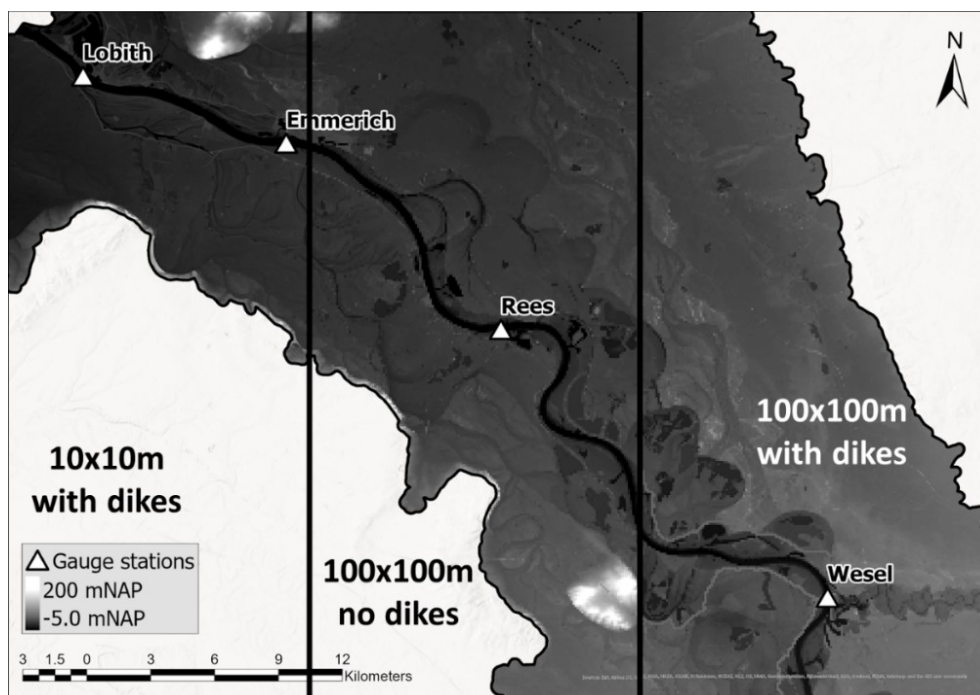 Lobith
N
Emmerich
Rees
100x100m
with dikes
10x10m
with dikes
Gauge stations
200 mNAP
-5.0 mNAP
100x100m
no dikes
Wesel
3 1.5 0 3 6 9 12
Kilometers